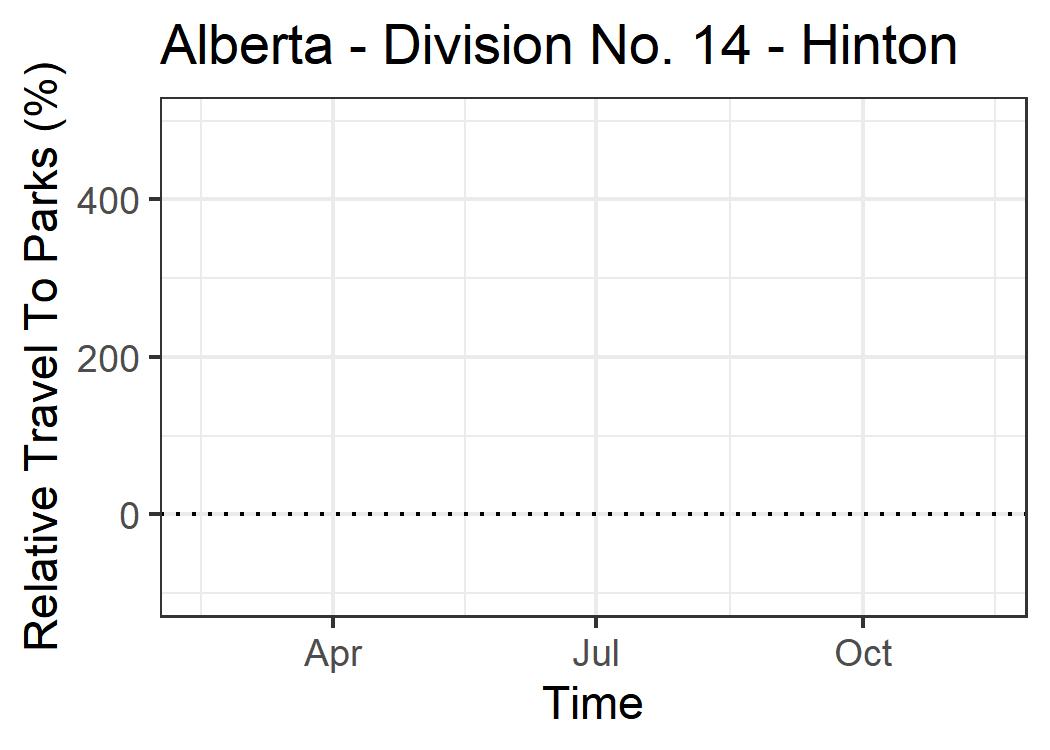 Alberta - Division No. 14 - Hinton
Relative Travel To Parks (%)
400
200
0
Apr
Jul
Oct
Time